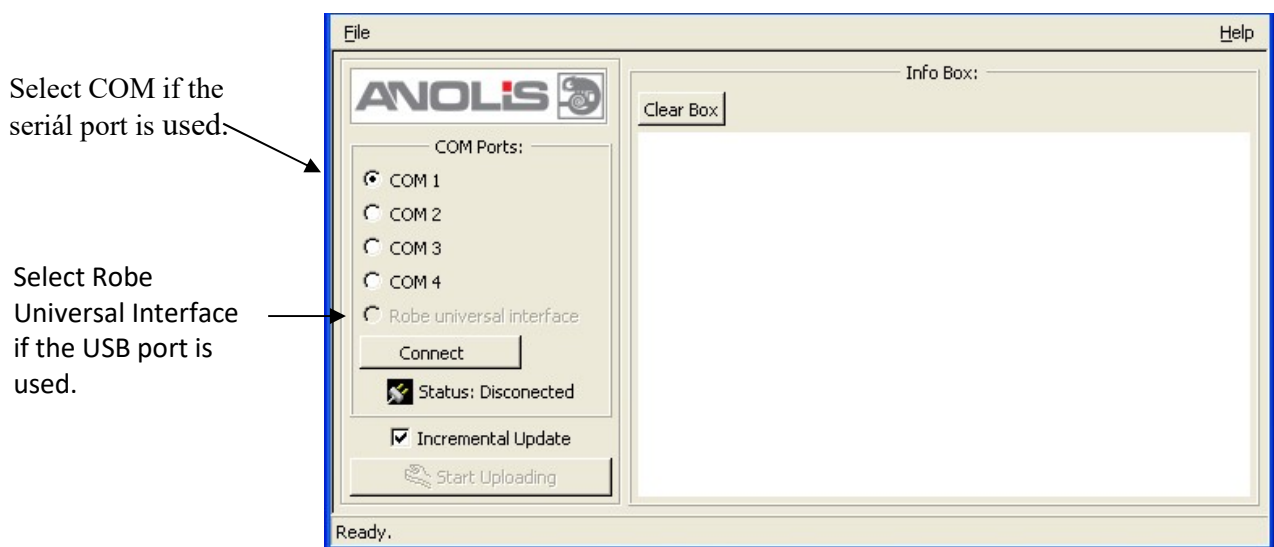 File
Help
Select COM if the
seriál port is used.
ANOLiS
Info Box:
Clear Box
COM Ports:
COM 1
COM 2
COM 3
COM 4
Select Robe
Universal Interface
if the USB port is
used.
Robe universal interface
Connect
Status: Disconected
Incremental Update
Start Uploading
Ready.